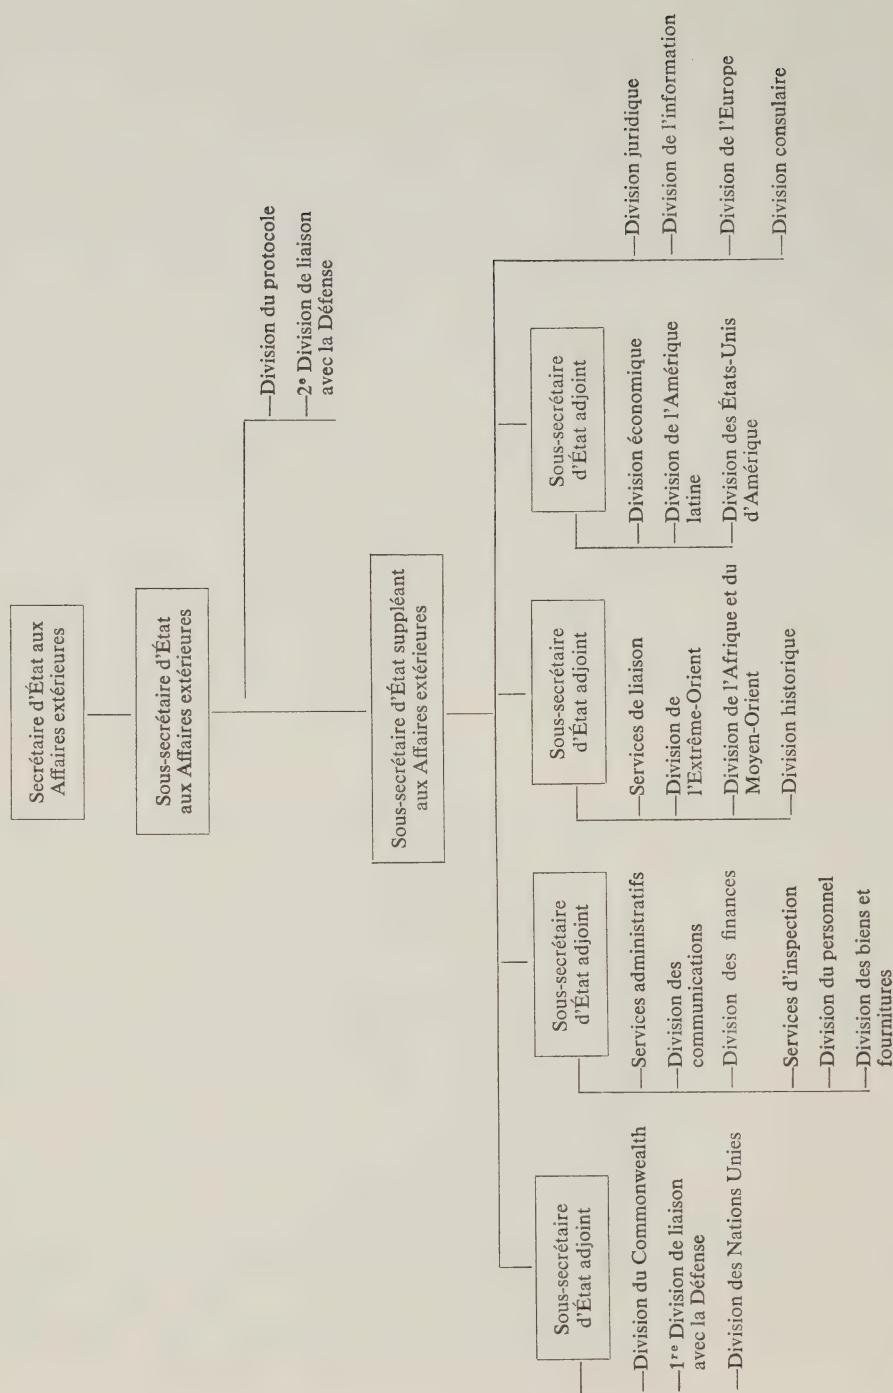 Secrétaire d'État aux
Affaires extérieures
Sous-secrétaire d'État
aux Affaires extérieures
—Division du protocole
—2e Division de liaison
avec la Défense
Sous-secrétaire d'État suppléant
aux Affaires extérieures
Sous-secrétaire
d'État adjoint
—Division du Commonwealth
—1re Division de liaison
avec la Défense
—Division des Nations Unies
Sous-secrétaire
d'État adjoint
—Services administratifs
—Division des
communications
—Division des finances
—Services d'inspection
—Division du personnel
—Division des biens et
fournitures
Sous-secrétaire
d'État adjoint
—Services de liaison
—Division de
l'Extrême-Orient
—Division de l'Afrique et du
Moyen-Orient
—Division historique
Sous-secrétaire
d'État adjoint
—Division économique
—Division de l'Amérique
latine
—Division des États-Unis
d'Amérique
—Division juridique
—Division de l'information
—Division de l'Europe
—Division consulaire